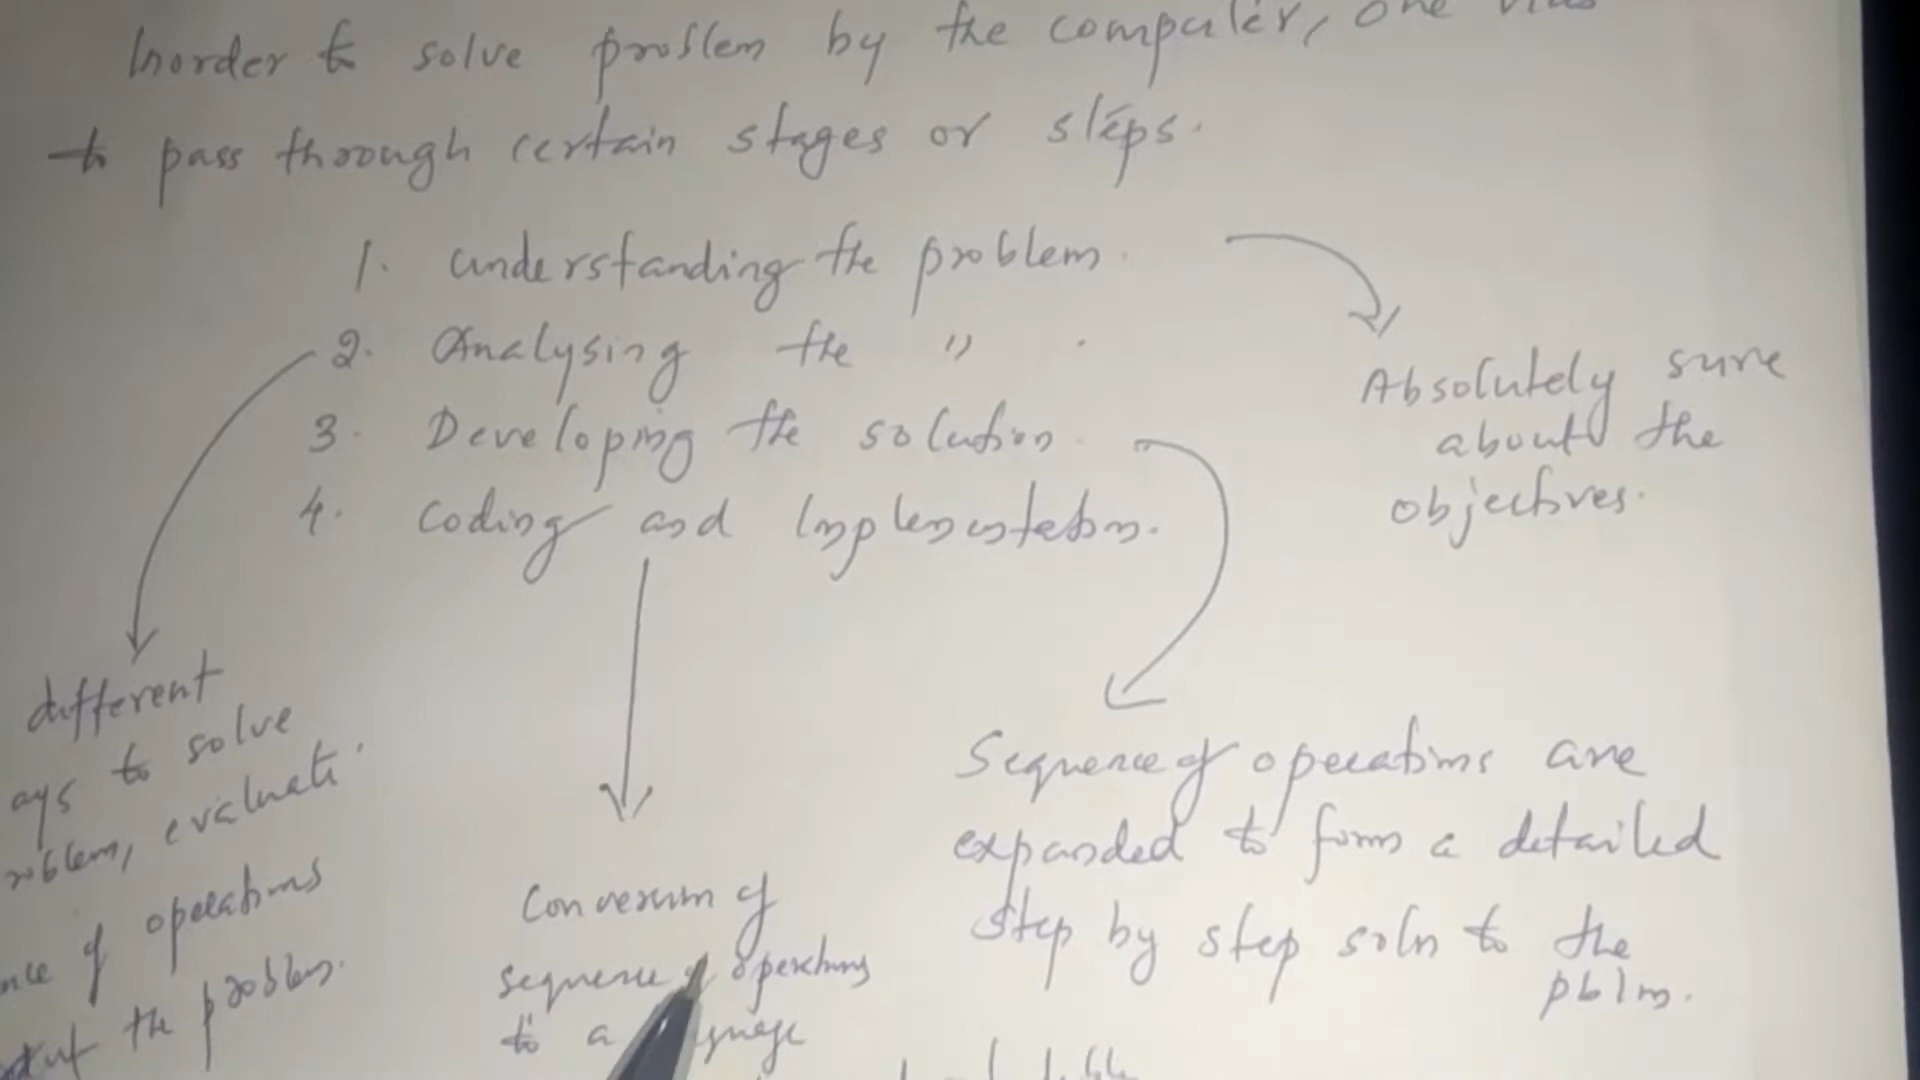 Inorder to solve problem by the computer, one
to pass through certain stages or steps.
1. Understanding the problem.
2. Analysing the " .
3. Developing the solution.
4. Coding and Implementation.
Absolutely sure
about the
objectives.
different
to solve
evaluate
of operations
the problem.
Conversion of
sequence operations
to a
Sequence of operations are
expanded to form a detailed
step by step soln to the
pblm.